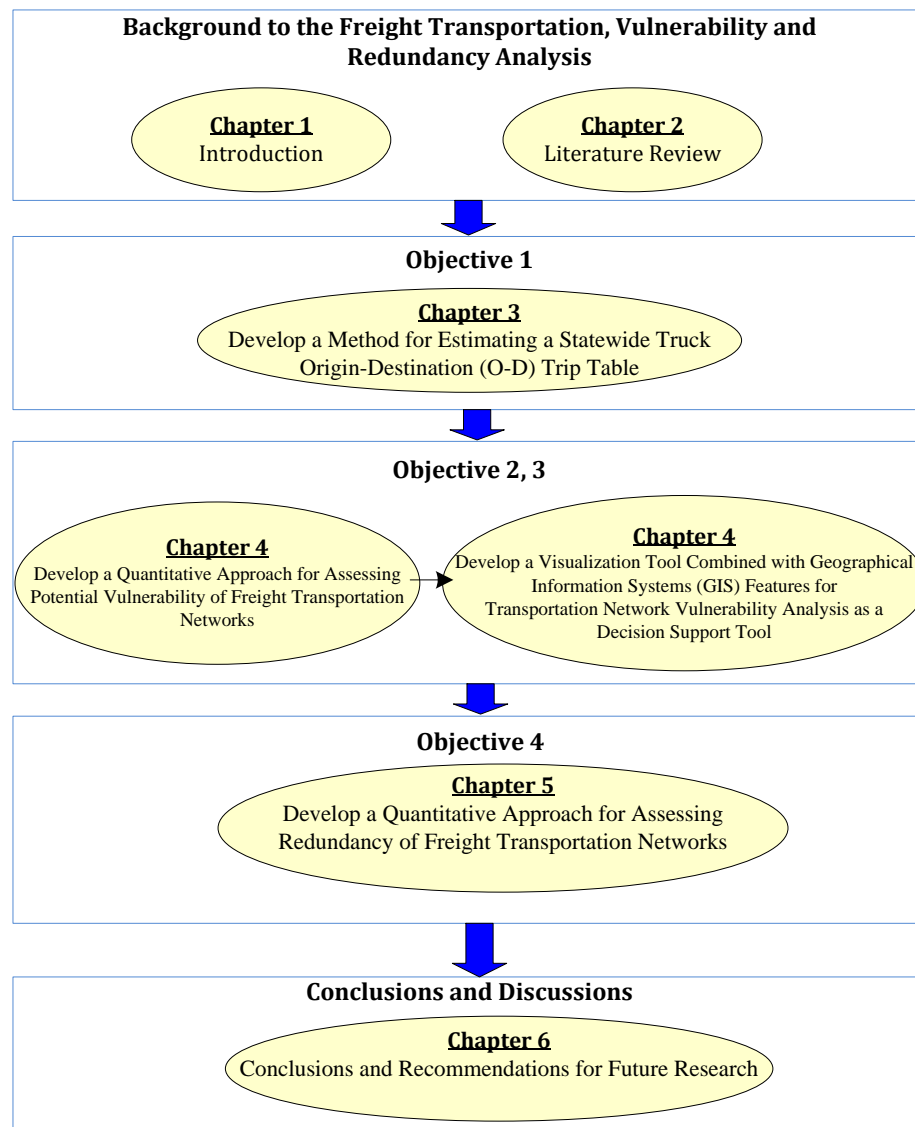 Background to the Freight Transportation, Vulnerability and
Redundancy Analysis
Chapter 1
Introduction
Chapter 2
Literature Review
Objective 1
Chapter 3
Develop a Method for Estimating a Statewide Truck
Origin-Destination (O-D) Trip Table
Objective 2, 3
Chapter 4
Develop a Quantitative Approach for Assessing
Potential Vulnerability of Freight Transportation
Networks
Chapter 4
Develop a Visualization Tool Combined with Geographical
Information Systems (GIS) Features for
Transportation Network Vulnerability Analysis as a
Decision Support Tool
Objective 4
Chapter 5
Develop a Quantitative Approach for Assessing
Redundancy of Freight Transportation Networks
Conclusions and Discussions
Chapter 6
Conclusions and Recommendations for Future Research